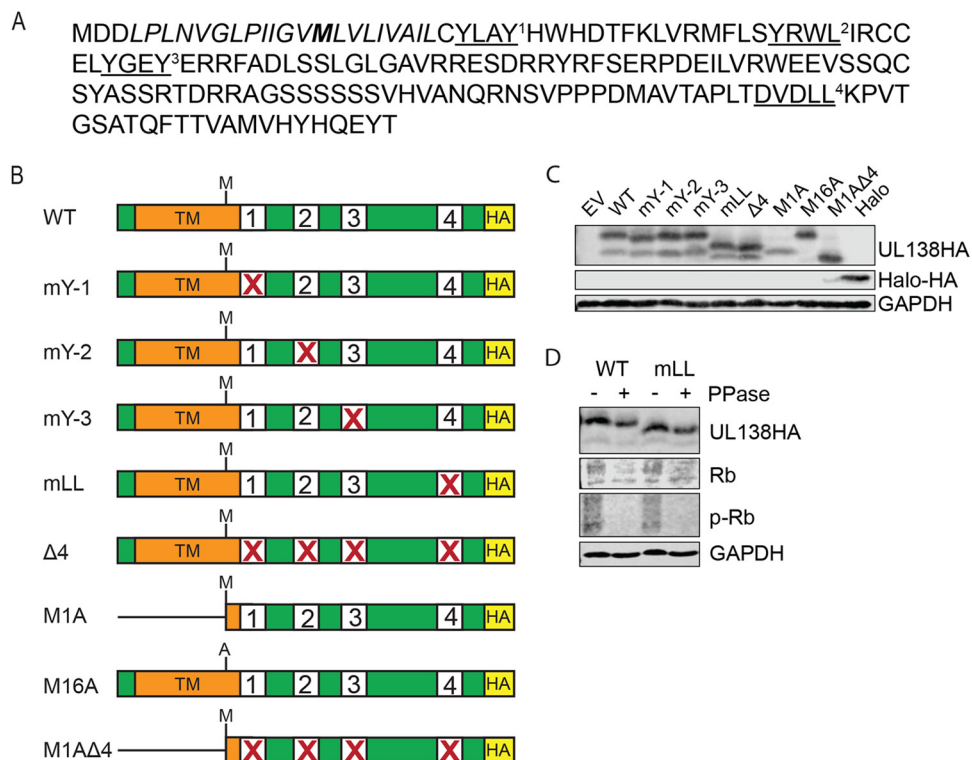 A
MDDLPLNVGLPIIGVMLVLIVAILCYLAY¹HWHDTFKLVRMFLSYRWL²IRCC
ELYGEY³ERRFADLSSLGLGAVRRESDRRYRFSERPDEILVRWEEVSSQC
SYASSRTDRRAGSSSSSSVHVANQRNSVPPPDMAVTAPLTDVDLL⁴KPVT
GSATQFTTVAMVHYHQEYT
B
M
WT TM 1 2 3 4 HA
M
mY-1 TM X 2 3 4 HA
M
mY-2 TM 1 X 3 4 HA
M
mY-3 TM 1 2 X 4 HA
M
mLL TM 1 2 3 X HA
M
Δ4 TM X X X X HA
M
M1A 1 2 3 4 HA
A
M16A TM 1 2 3 4 HA
M
M1AΔ4 X X X X HA
C
EV WT mY-1 mY-2 mY-3 mLL Δ4 M1A M16A M1AΔ4 Halo
UL138HA
Halo-HA
GAPDH
D
WT mLL
- + - + PPase
UL138HA
Rb
p-Rb
GAPDH